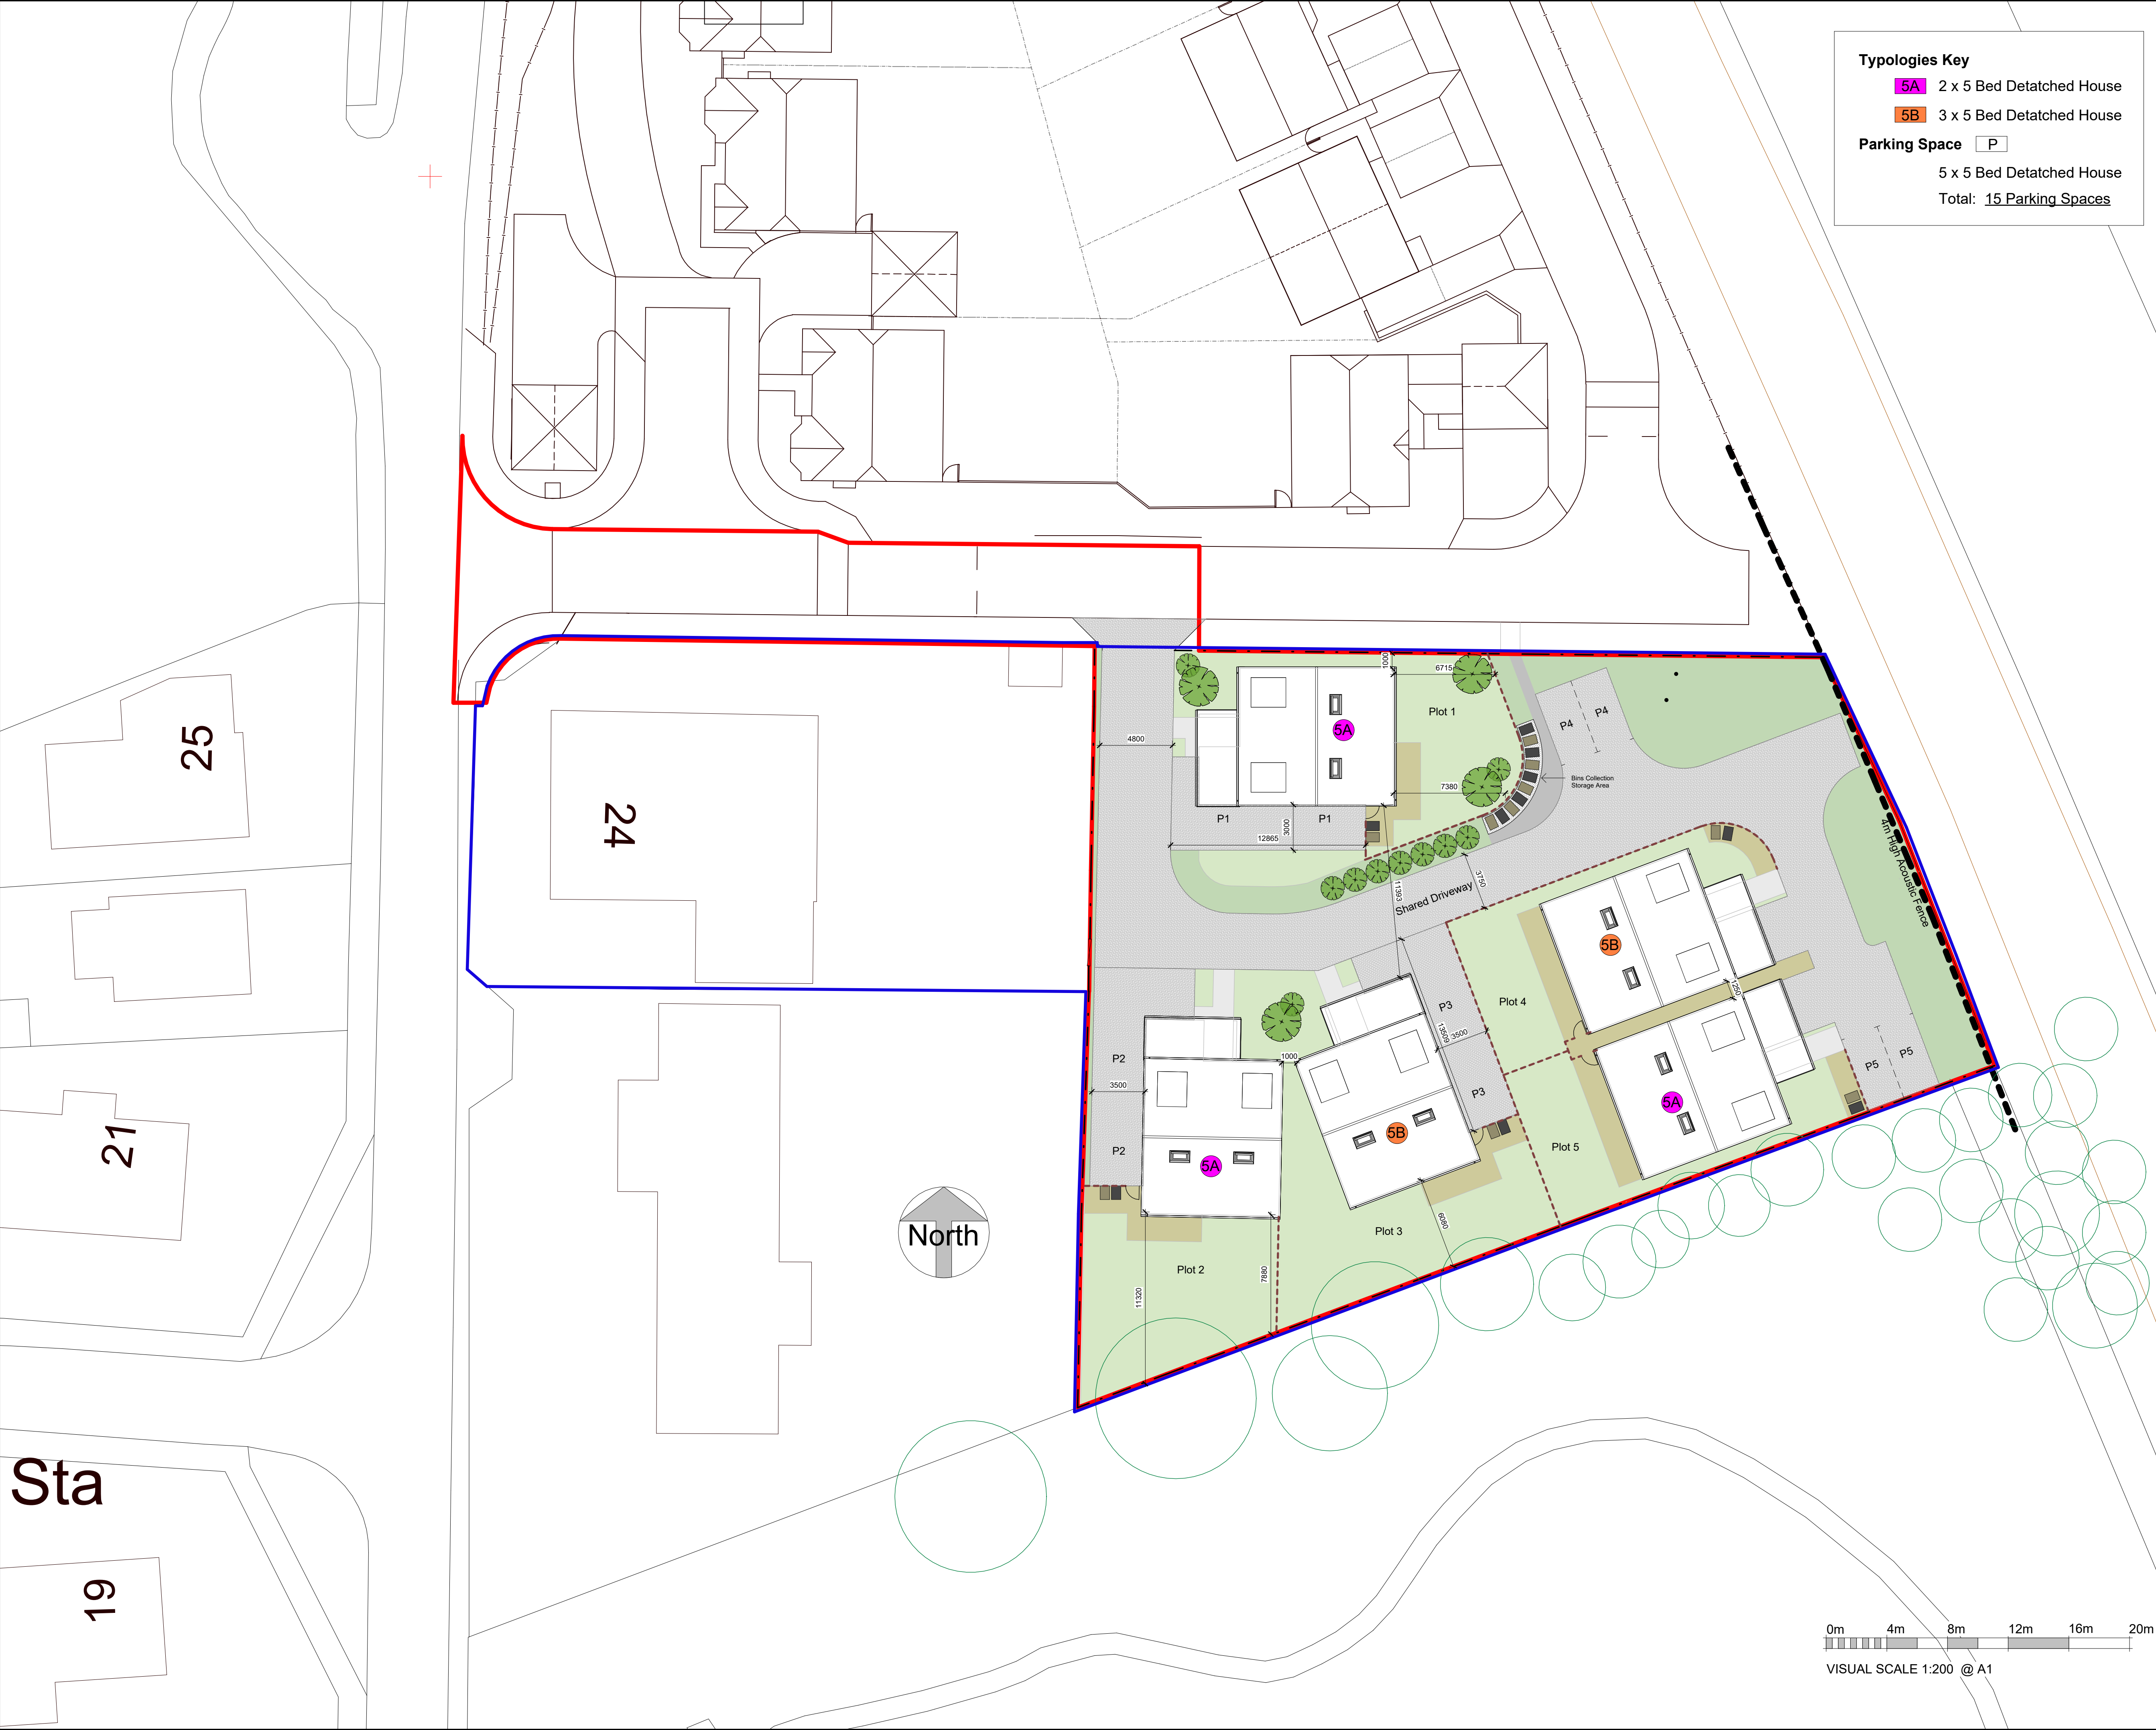 Typologies Key
5A 2 x 5 Bed Detatched House
5B 3 x 5 Bed Detatched House
Parking Space P
5 x 5 Bed Detatched House
Total: 15 Parking Spaces
25
24
21
19
Sta
North
1000
6715
Plot 1
5A
4800
P4
P4
Bins Collection
Storage Area
7380
P1
P1
3000
12865
11393
3750
Shared Driveway
4m High Acoustic Fence
5B
1250
Plot 4
P3
13509
3500
P3
P2
3500
P2
1000
5A
5B
5A
P5
P5
Plot 5
Plot 3
6080
Plot 2
7880
11320
0m 4m 8m 12m 16m 20m
VISUAL SCALE 1:200 @ A1